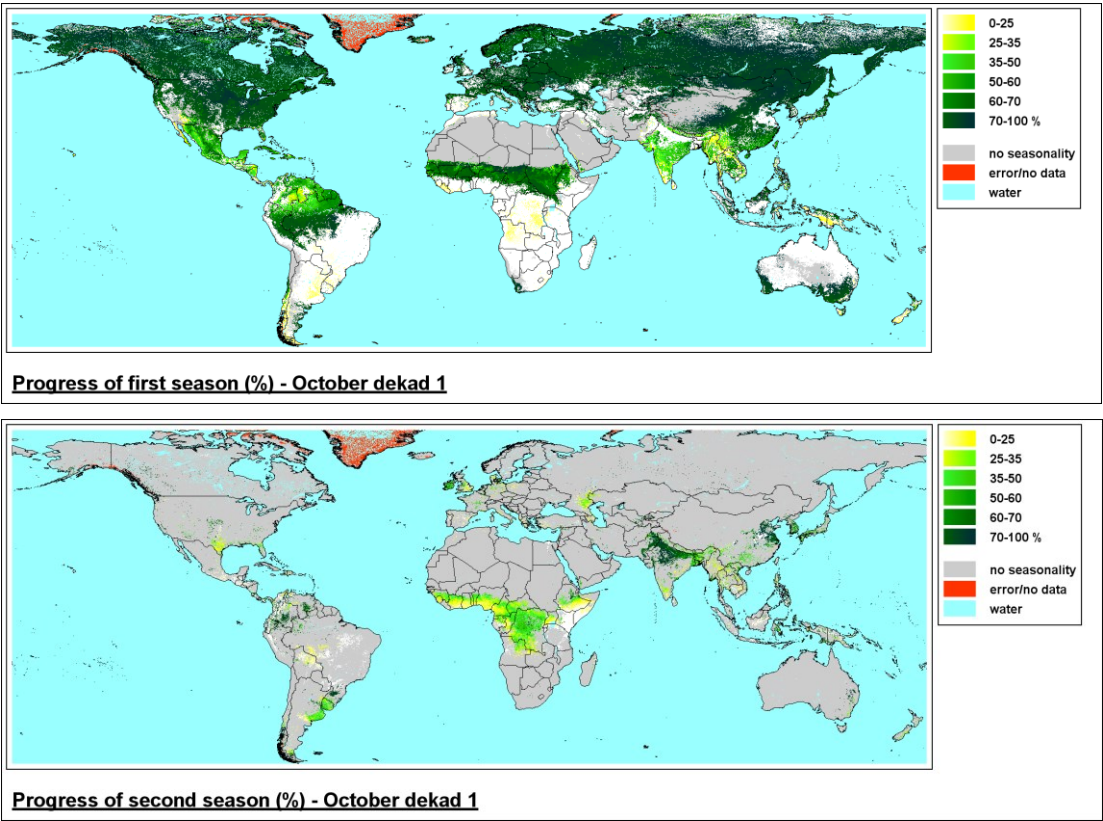 0-25
25-35
35-50
50-60
60-70
70-100 %
no seasonality
error/no data
water
Progress of first season (%) - October dekad 1
0-25
25-35
35-50
50-60
60-70
70-100 %
no seasonality
error/no data
water
Progress of second season (%) - October dekad 1